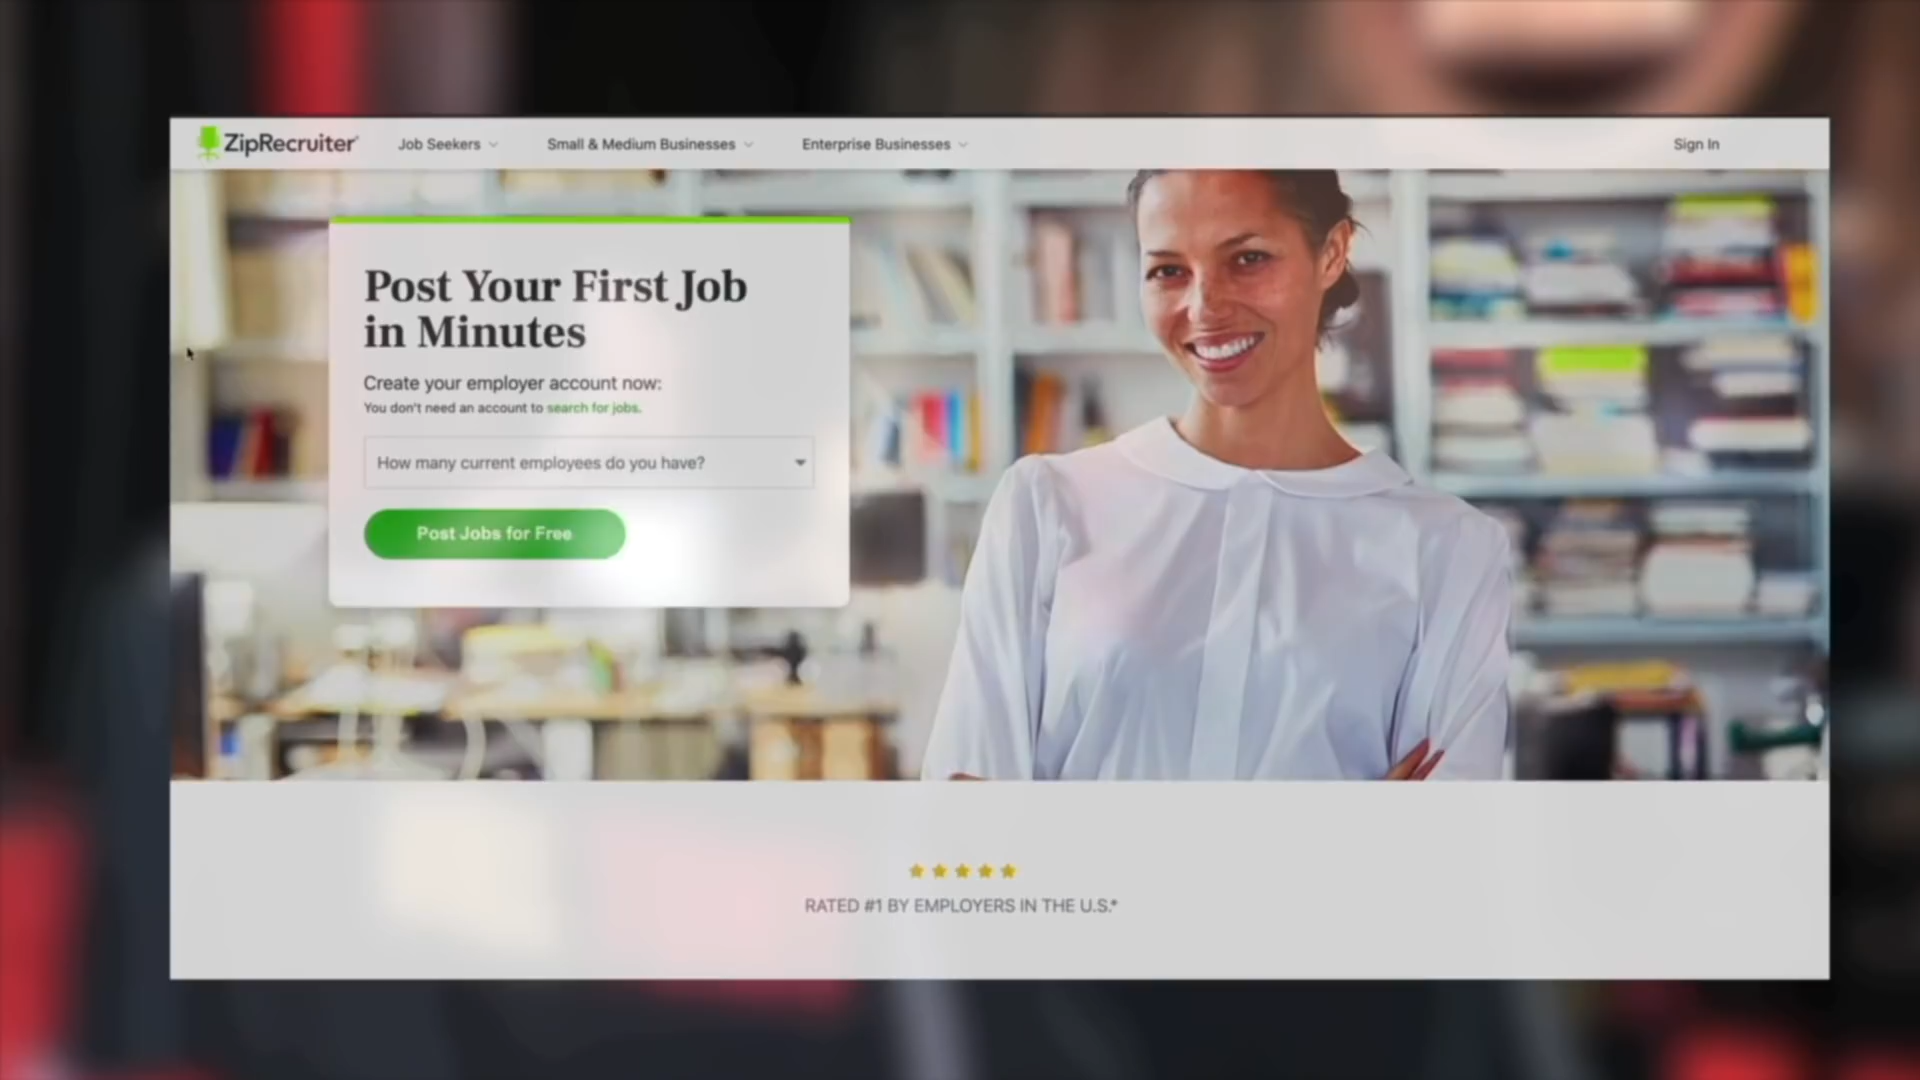 ZipRecruiter
Job Seekers
Small & Medium Businesses
Enterprise Businesses
Sign In
Post Your First Job
in Minutes
Create your employer account now:
You don't need an account to search for jobs.
How many current employees do you have?
Post Jobs for Free
RATED #1 BY EMPLOYERS IN THE U.S.*